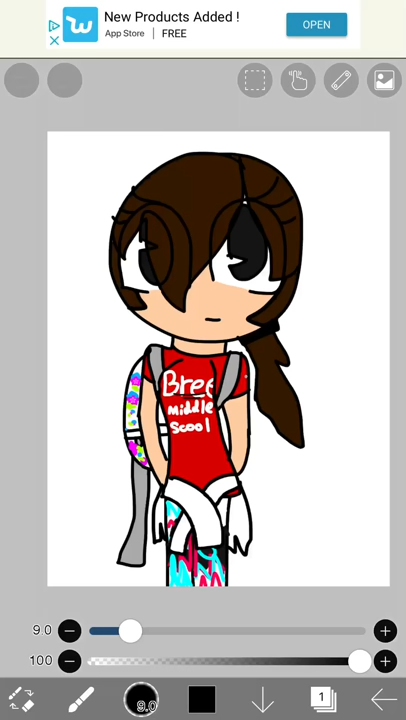 New Products Added !
App Store | FREE
OPEN
Bree
middle
scool
9.0
100
9.0
1